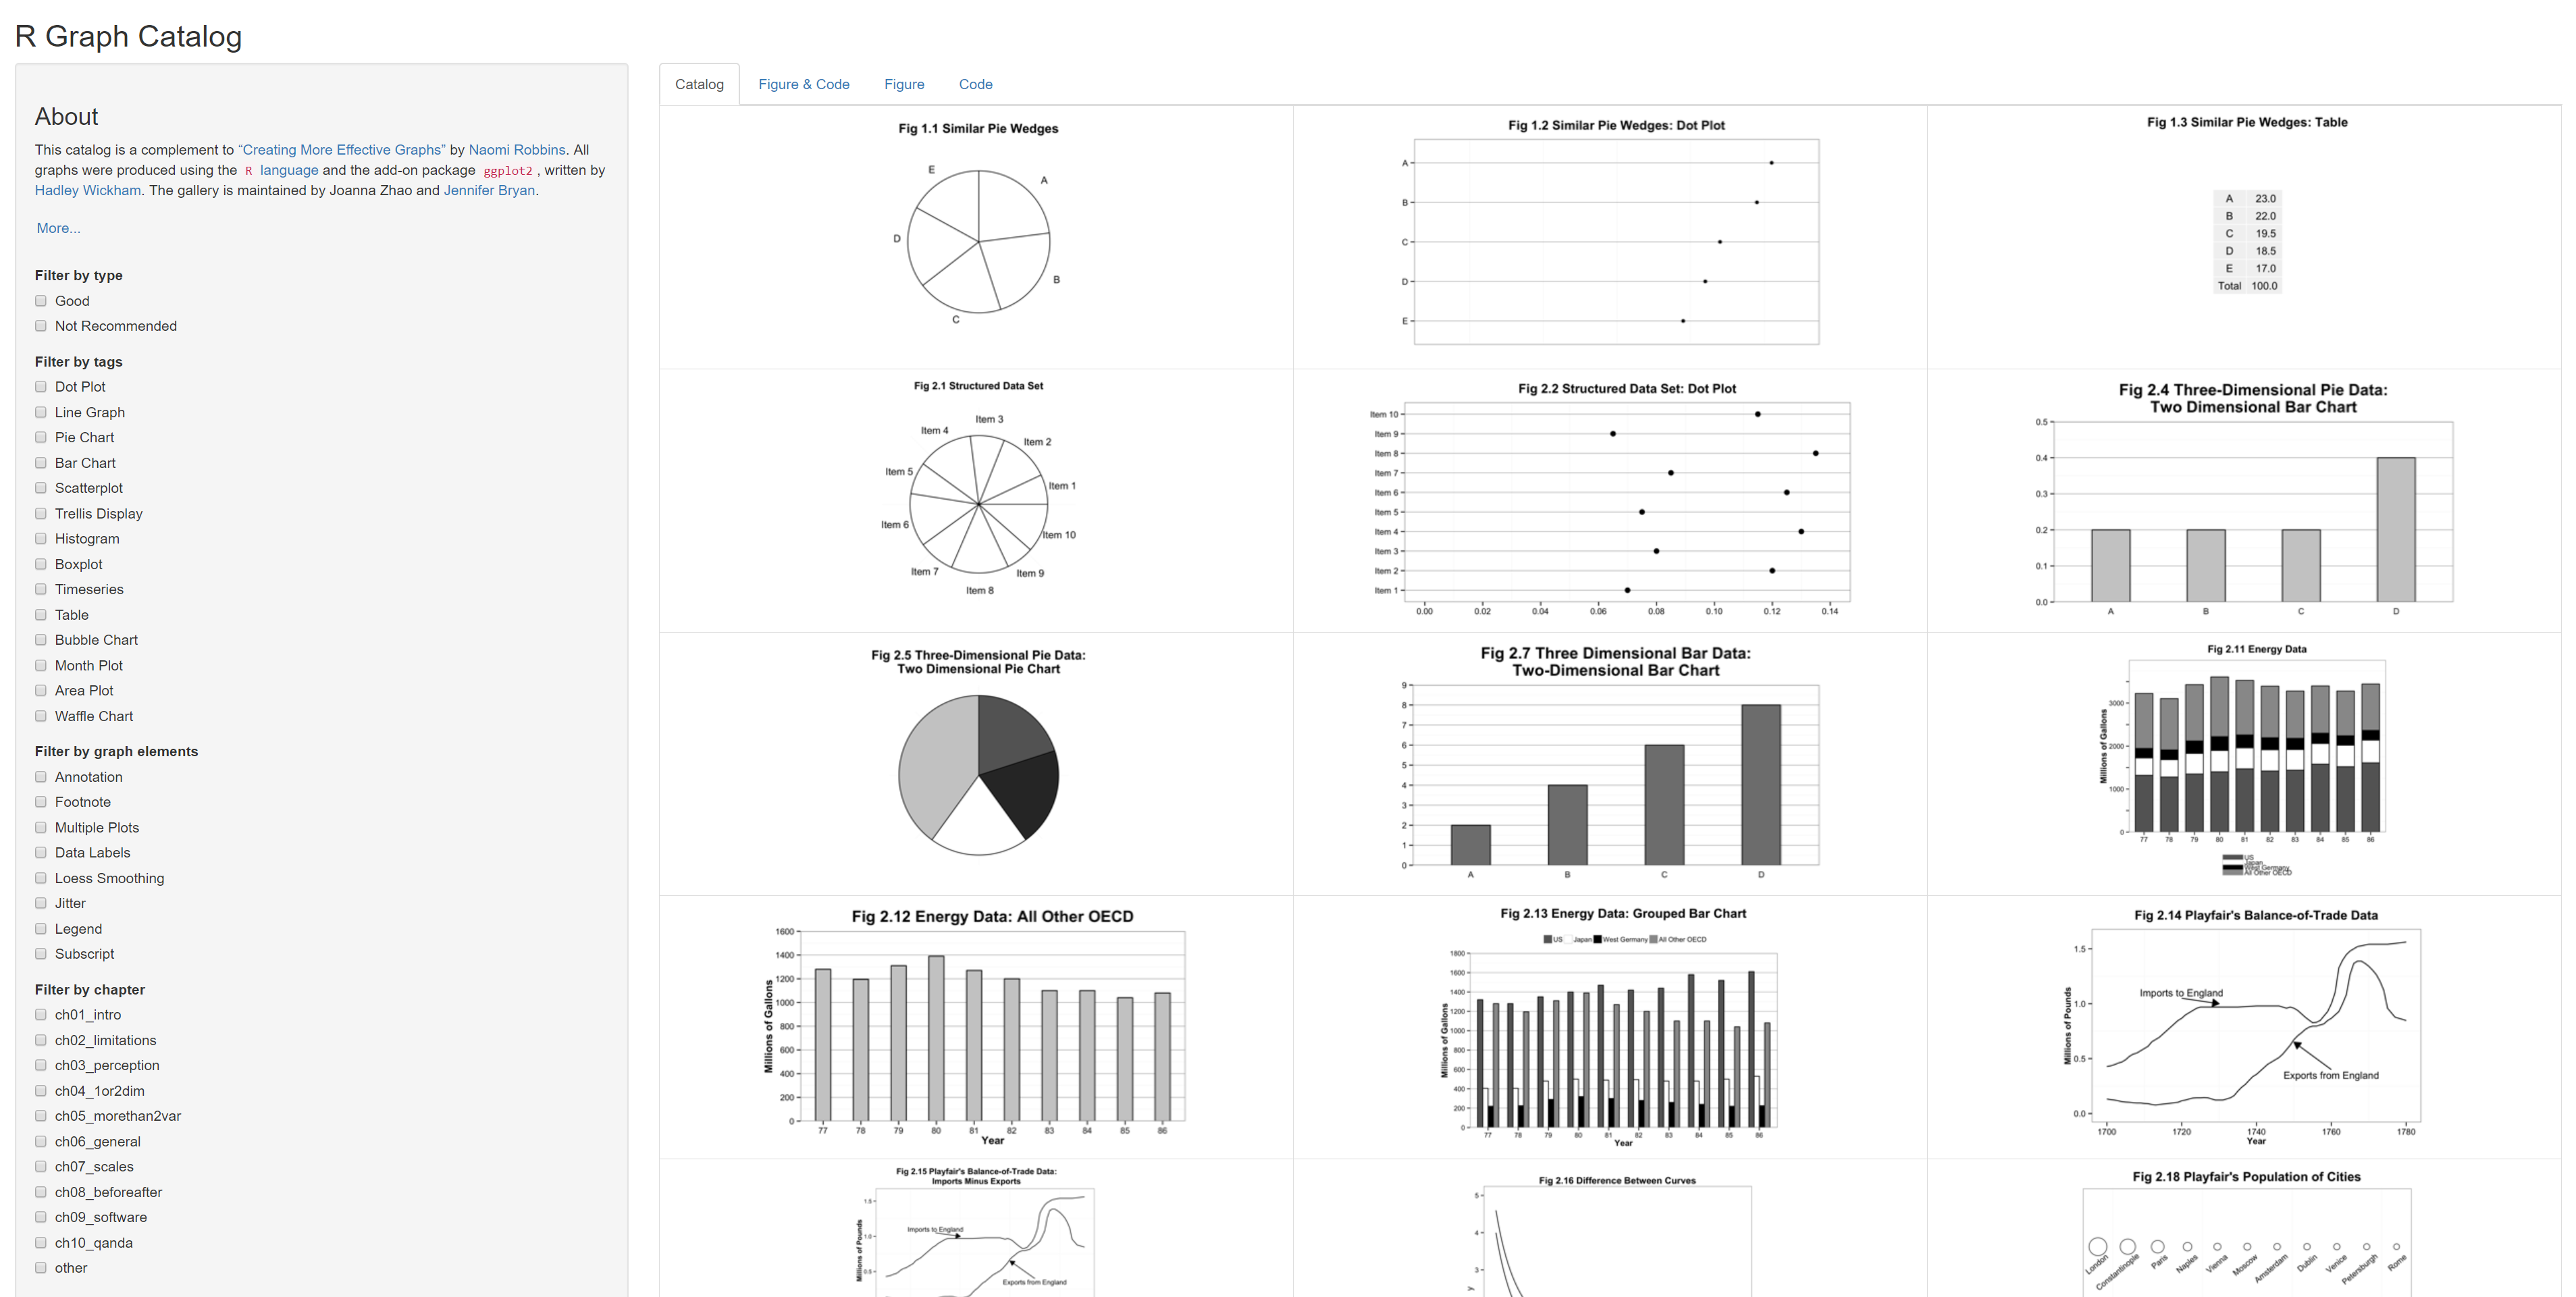 R Graph Catalog
About
This catalog is a complement to “Creating More Effective Graphs” by Naomi Robbins. All
graphs were produced using the R language and the add-on package ggplot2, written by
Hadley Wickham. The gallery is maintained by Joanna Zhao and Jennifer Bryan.
More...
Filter by type
Good
Not Recommended
Filter by tags
Dot Plot
Line Graph
Pie Chart
Bar Chart
Scatterplot
Trellis Display
Histogram
Boxplot
Timeseries
Table
Bubble Chart
Month Plot
Area Plot
Waffle Chart
Filter by graph elements
Annotation
Footnote
Multiple Plots
Data Labels
Loess Smoothing
Jitter
Legend
Subscript
Filter by chapter
ch01_intro
ch02_limitations
ch03_perception
ch04_1or2dim
ch05_morethan2var
ch06_general
ch07_scales
ch08_beforeafter
ch09_software
ch10_qanda
other
Catalog Figure & Code Figure Code
Fig 1.1 Similar Pie Wedges
E
A
D
B
C
Fig 1.2 Similar Pie Wedges: Dot Plot
A
B
C
D
E
Fig 1.3 Similar Pie Wedges: Table
A 23.0
B 22.0
C 19.5
D 18.5
E 17.0
Total 100.0
Fig 2.1 Structured Data Set
Item 3
Item 4
Item 2
Item 5
Item 1
Item 6
Item 10
Item 7
Item 9
Item 8
Fig 2.2 Structured Data Set: Dot Plot
Item 10
Item 9
Item 8
Item 7
Item 6
Item 5
Item 4
Item 3
Item 2
Item 1
0.00 0.02 0.04 0.06 0.08 0.10 0.12 0.14
Fig 2.4 Three-Dimensional Pie Data:
Two Dimensional Bar Chart
0.5
0.4
0.3
0.2
0.1
0.0
A B C D
Fig 2.5 Three-Dimensional Pie Data:
Two Dimensional Pie Chart
Fig 2.7 Three Dimensional Bar Data:
Two-Dimensional Bar Chart
9
8
7
6
5
4
3
2
1
0
A B C D
Fig 2.11 Energy Data
Millions of Gallons
3000
2000
1000
0
77 78 79 80 81 82 83 84 85 86
US
Japan
West Germany
All Other OECD
Fig 2.12 Energy Data: All Other OECD
Millions of Gallons
1600
1400
1200
1000
800
600
400
200
0
77 78 79 80 81 82 83 84 85 86
Year
Fig 2.13 Energy Data: Grouped Bar Chart
US Japan West Germany All Other OECD
Millions of Gallons
1800
1600
1400
1200
1000
800
600
400
200
0
77 78 79 80 81 82 83 84 85 86
Year
Fig 2.14 Playfair's Balance-of-Trade Data
Millions of Pounds
1.5
1.0
0.5
0.0
Imports to England
Exports from England
1700 1720 1740 1760 1780
Year
Fig 2.15 Playfair's Balance-of-Trade Data:
Imports Minus Exports
Millions of Pounds
1.5
1.0
0.5
Imports to England
Exports from England
Fig 2.16 Difference Between Curves
5
4
3
y
Fig 2.18 Playfair's Population of Cities
London Constantinople Paris Naples Vienna Moscow Amsterdam Dublin Venice Petersburgh Rome